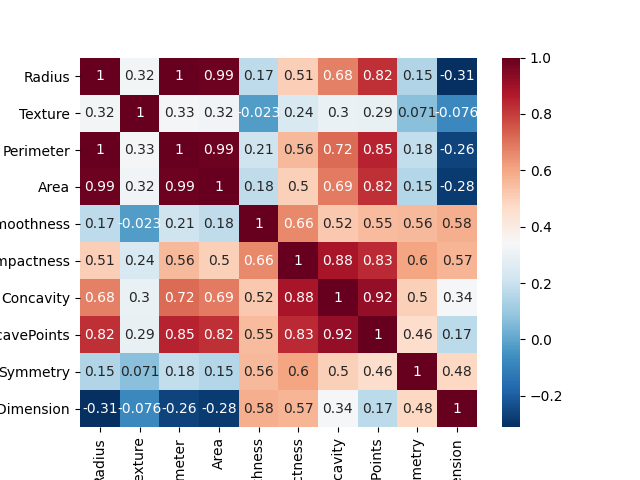 Radius 1 0.32 1 0.99 0.17 0.51 0.68 0.82 0.15 -0.31
Texture 0.32 1 0.33 0.32 -0.023 0.24 0.3 0.29 0.071 -0.076
Perimeter 1 0.33 1 0.99 0.21 0.56 0.72 0.85 0.18 -0.26
Area 0.99 0.32 0.99 1 0.18 0.5 0.69 0.82 0.15 -0.28
moothness 0.17 -0.023 0.21 0.18 1 0.66 0.52 0.55 0.56 0.58
mpactness 0.51 0.24 0.56 0.5 0.66 1 0.88 0.83 0.6 0.57
Concavity 0.68 0.3 0.72 0.69 0.52 0.88 1 0.92 0.5 0.34
cavePoints 0.82 0.29 0.85 0.82 0.55 0.83 0.92 1 0.46 0.17
Symmetry 0.15 0.071 0.18 0.15 0.56 0.6 0.5 0.46 1 0.48
Dimension -0.31 -0.076 -0.26 -0.28 0.58 0.57 0.34 0.17 0.48 1
Radius
exture
meter
Area
hness
ctness
cavity
Points
metry
ension
1.0
0.8
0.6
0.4
0.2
0.0
−0.2